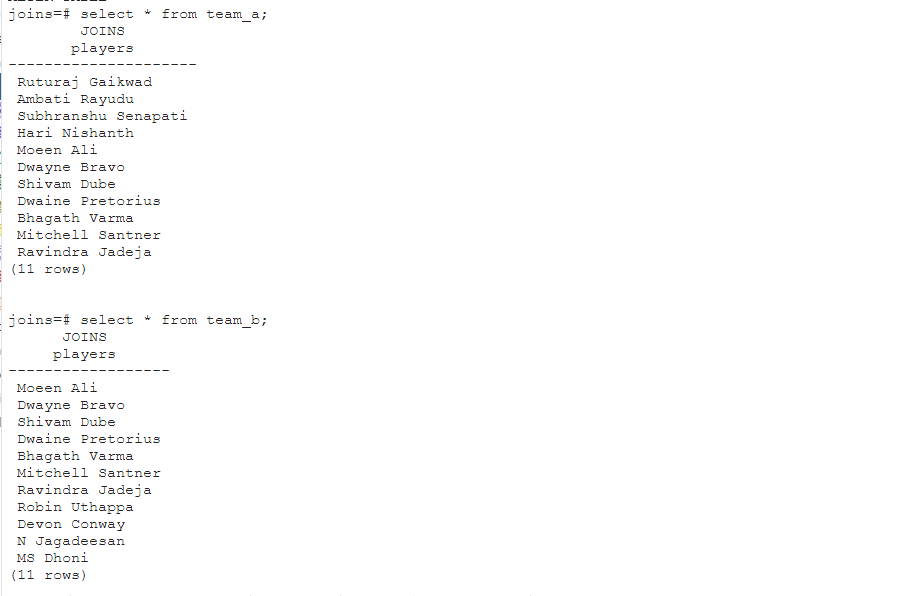 joins=# select * from team_a;
JOINS
players
---------------------
Ruturaj Gaikwad
Ambati Rayudu
Subhranshu Senapati
Hari Nishanth
Moeen Ali
Dwayne Bravo
Shivam Dube
Dwaine Pretorius
Bhagath Varma
Mitchell Santner
Ravindra Jadeja
(11 rows)
joins=# select * from team_b;
JOINS
players
------------------
Moeen Ali
Dwayne Bravo
Shivam Dube
Dwaine Pretorius
Bhagath Varma
Mitchell Santner
Ravindra Jadeja
Robin Uthappa
Devon Conway
N Jagadeesan
MS Dhoni
(11 rows)